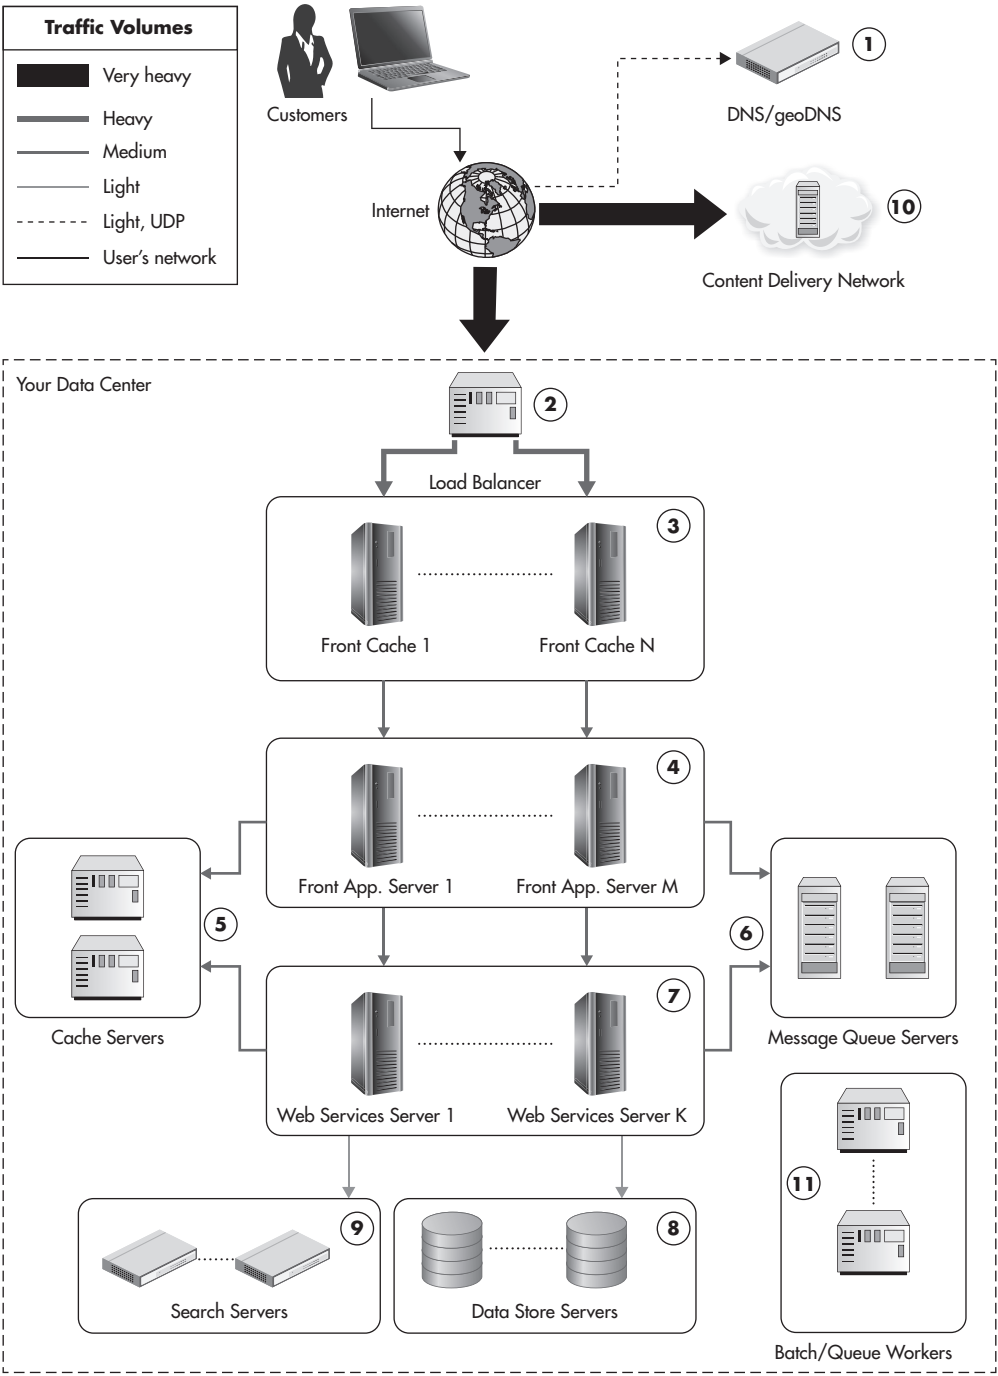 Traffic Volumes
Very heavy
Heavy
Medium
Light
Light, UDP
User's network
Customers
1
DNS/geoDNS
Internet
10
Content Delivery Network
Your Data Center
2
Load Balancer
3
Front Cache 1
Front Cache N
4
Front App. Server 1
Front App. Server M
5
Cache Servers
6
Message Queue Servers
7
Web Services Server 1
Web Services Server K
11
Batch/Queue Workers
9
Search Servers
8
Data Store Servers